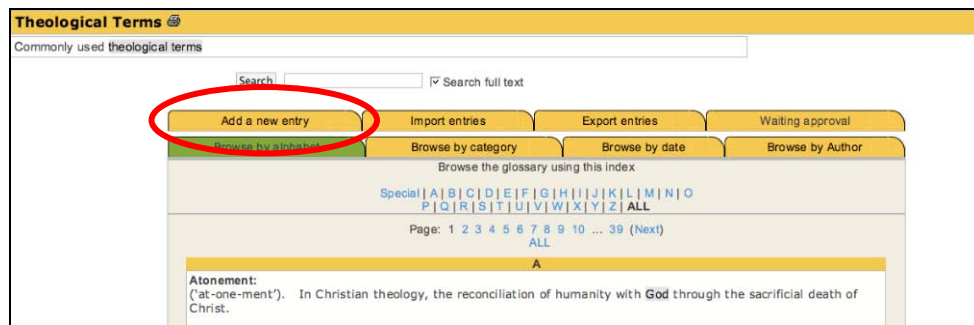 Theological Terms
Commonly used theological terms
Search Search full text
Add a new entry Import entries Export entries Waiting approval
Browse by alphabet Browse by category Browse by date Browse by Author
Browse the glossary using this index
Special | A | B | C | D | E | F | G | H | I | J | K | L | M | N | O
P | Q | R | S | T | U | V | W | X | Y | Z | ALL
Page: 1 2 3 4 5 6 7 8 9 10 ... 39 (Next)
ALL
A
Atonement:
('at-one-ment'). In Christian theology, the reconciliation of humanity with God through the sacrificial death of
Christ.